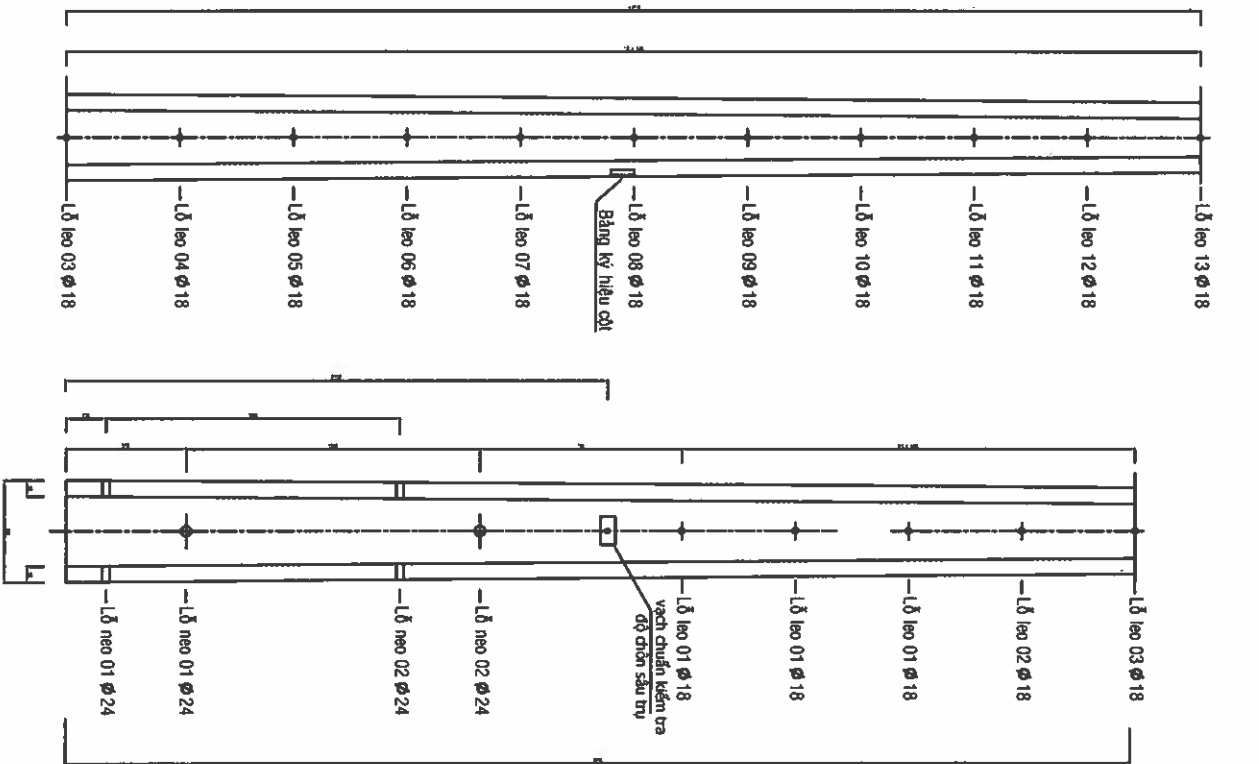 Lỗ leo 03 Ø 18
Lỗ leo 04 Ø 18
Lỗ leo 05 Ø 18
Lỗ leo 06 Ø 18
Lỗ leo 07 Ø 18
Bảng ký hiệu cột
Lỗ leo 08 Ø 18
Lỗ leo 09 Ø 18
Lỗ leo 10 Ø 18
Lỗ leo 11 Ø 18
Lỗ leo 12 Ø 18
Lỗ leo 13 Ø 18
Lỗ neo 01 Ø 24
Lỗ neo 01 Ø 24
Lỗ neo 02 Ø 24
Lỗ neo 02 Ø 24
vạch chuẩn kiểm tra
độ chôn sâu trụ
Lỗ leo 01 Ø 18
Lỗ leo 01 Ø 18
Lỗ leo 01 Ø 18
Lỗ leo 02 Ø 18
Lỗ leo 03 Ø 18